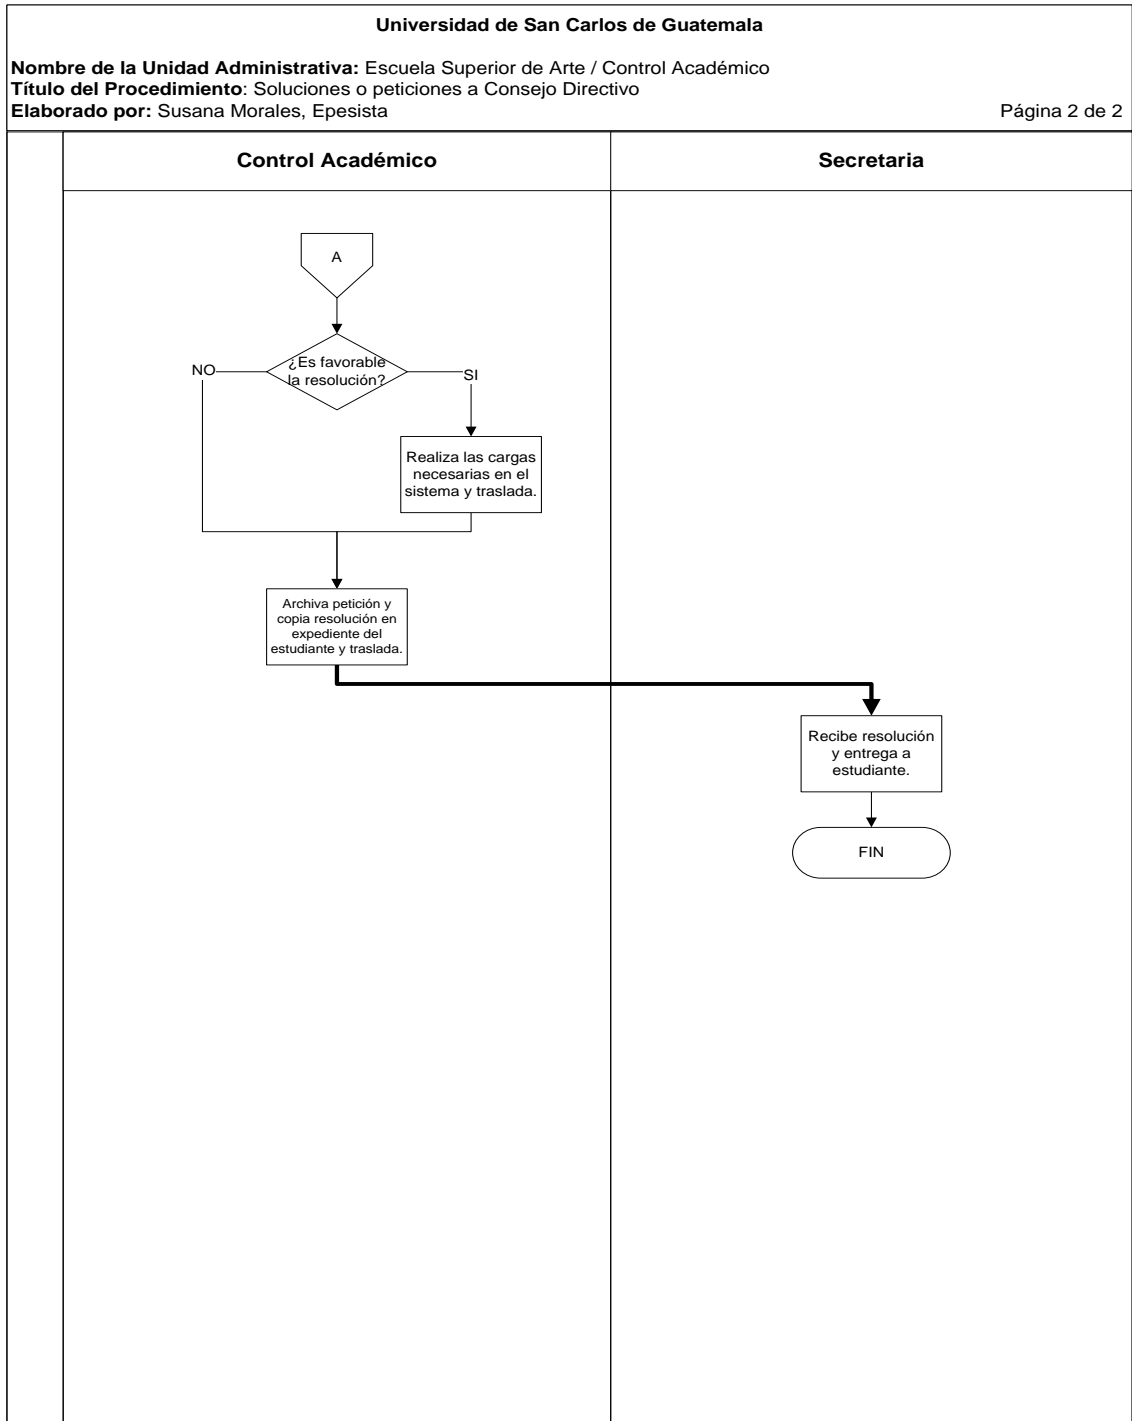 Universidad de San Carlos de Guatemala
Nombre de la Unidad Administrativa: Escuela Superior de Arte / Control Académico
Título del Procedimiento: Soluciones o peticiones a Consejo Directivo
Elaborado por: Susana Morales, Epesista
Página 2 de 2
Control Académico
Secretaria
A
¿Es favorable
la resolución?
NO
SI
Realiza las cargas
necesarias en el
sistema y traslada.
Archiva petición y
copia resolución en
expediente del
estudiante y traslada.
Recibe resolución
y entrega a
estudiante.
FIN